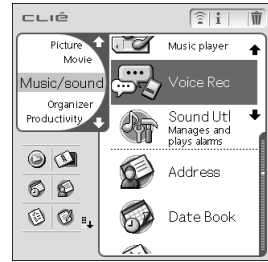 CLIÉ
i
Picture
Movie
Music/sound
Organizer
Productivity
Music player
Voice Rec
Sound Utl
Manages and
plays alarms
Address
Date Book